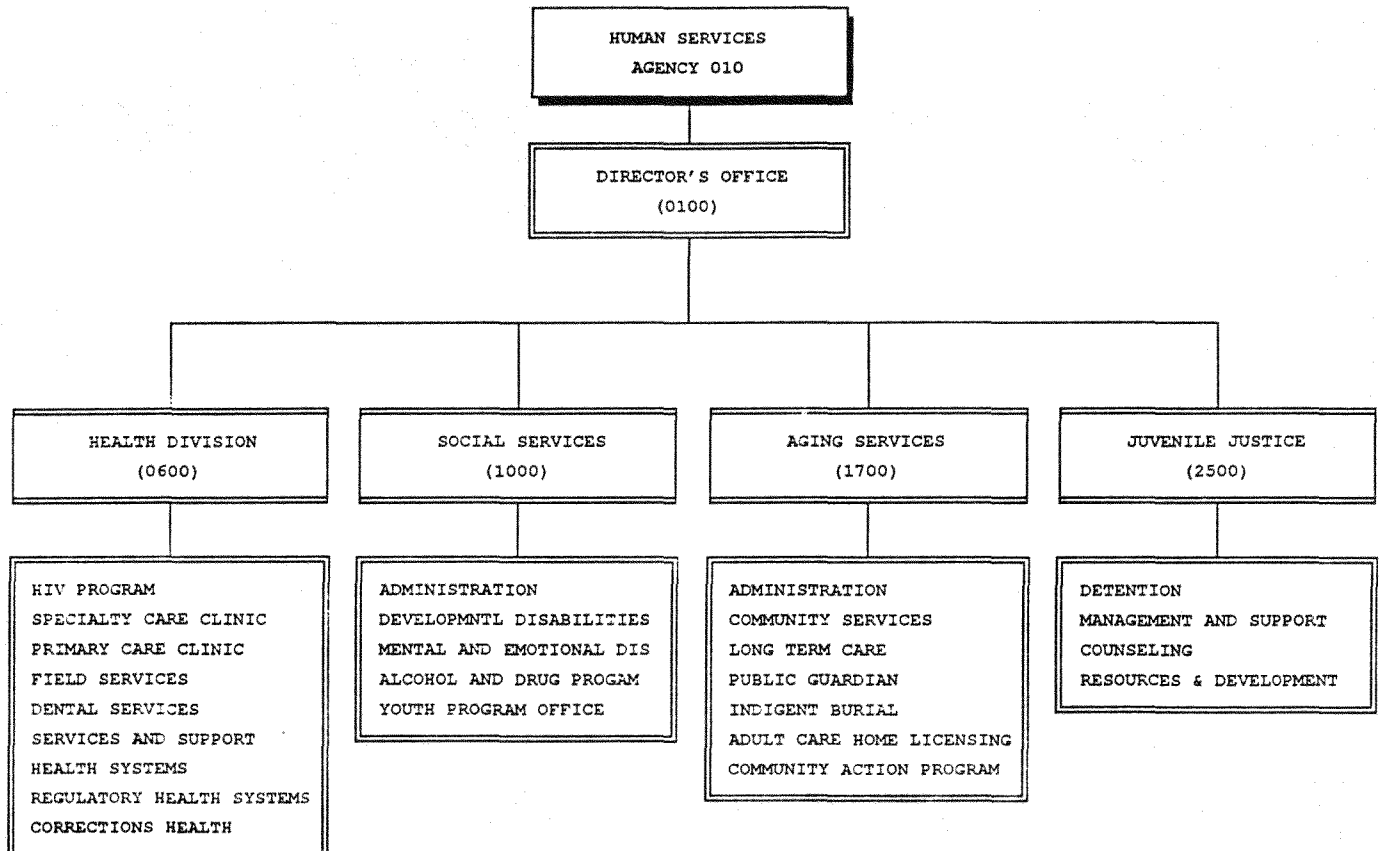 HUMAN SERVICES
AGENCY 010
DIRECTOR'S OFFICE
(0100)
HEALTH DIVISION
(0600)
SOCIAL SERVICES
(1000)
AGING SERVICES
(1700)
JUVENILE JUSTICE
(2500)
HIV PROGRAM
SPECIALTY CARE CLINIC
PRIMARY CARE CLINIC
FIELD SERVICES
DENTAL SERVICES
SERVICES AND SUPPORT
HEALTH SYSTEMS
REGULATORY HEALTH SYSTEMS
CORRECTIONS HEALTH
ADMINISTRATION
DEVELOPMNTL DISABILITIES
MENTAL AND EMOTIONAL DIS
ALCOHOL AND DRUG PROGAM
YOUTH PROGRAM OFFICE
ADMINISTRATION
COMMUNITY SERVICES
LONG TERM CARE
PUBLIC GUARDIAN
INDIGENT BURIAL
ADULT CARE HOME LICENSING
COMMUNITY ACTION PROGRAM
DETENTION
MANAGEMENT AND SUPPORT
COUNSELING
RESOURCES & DEVELOPMENT